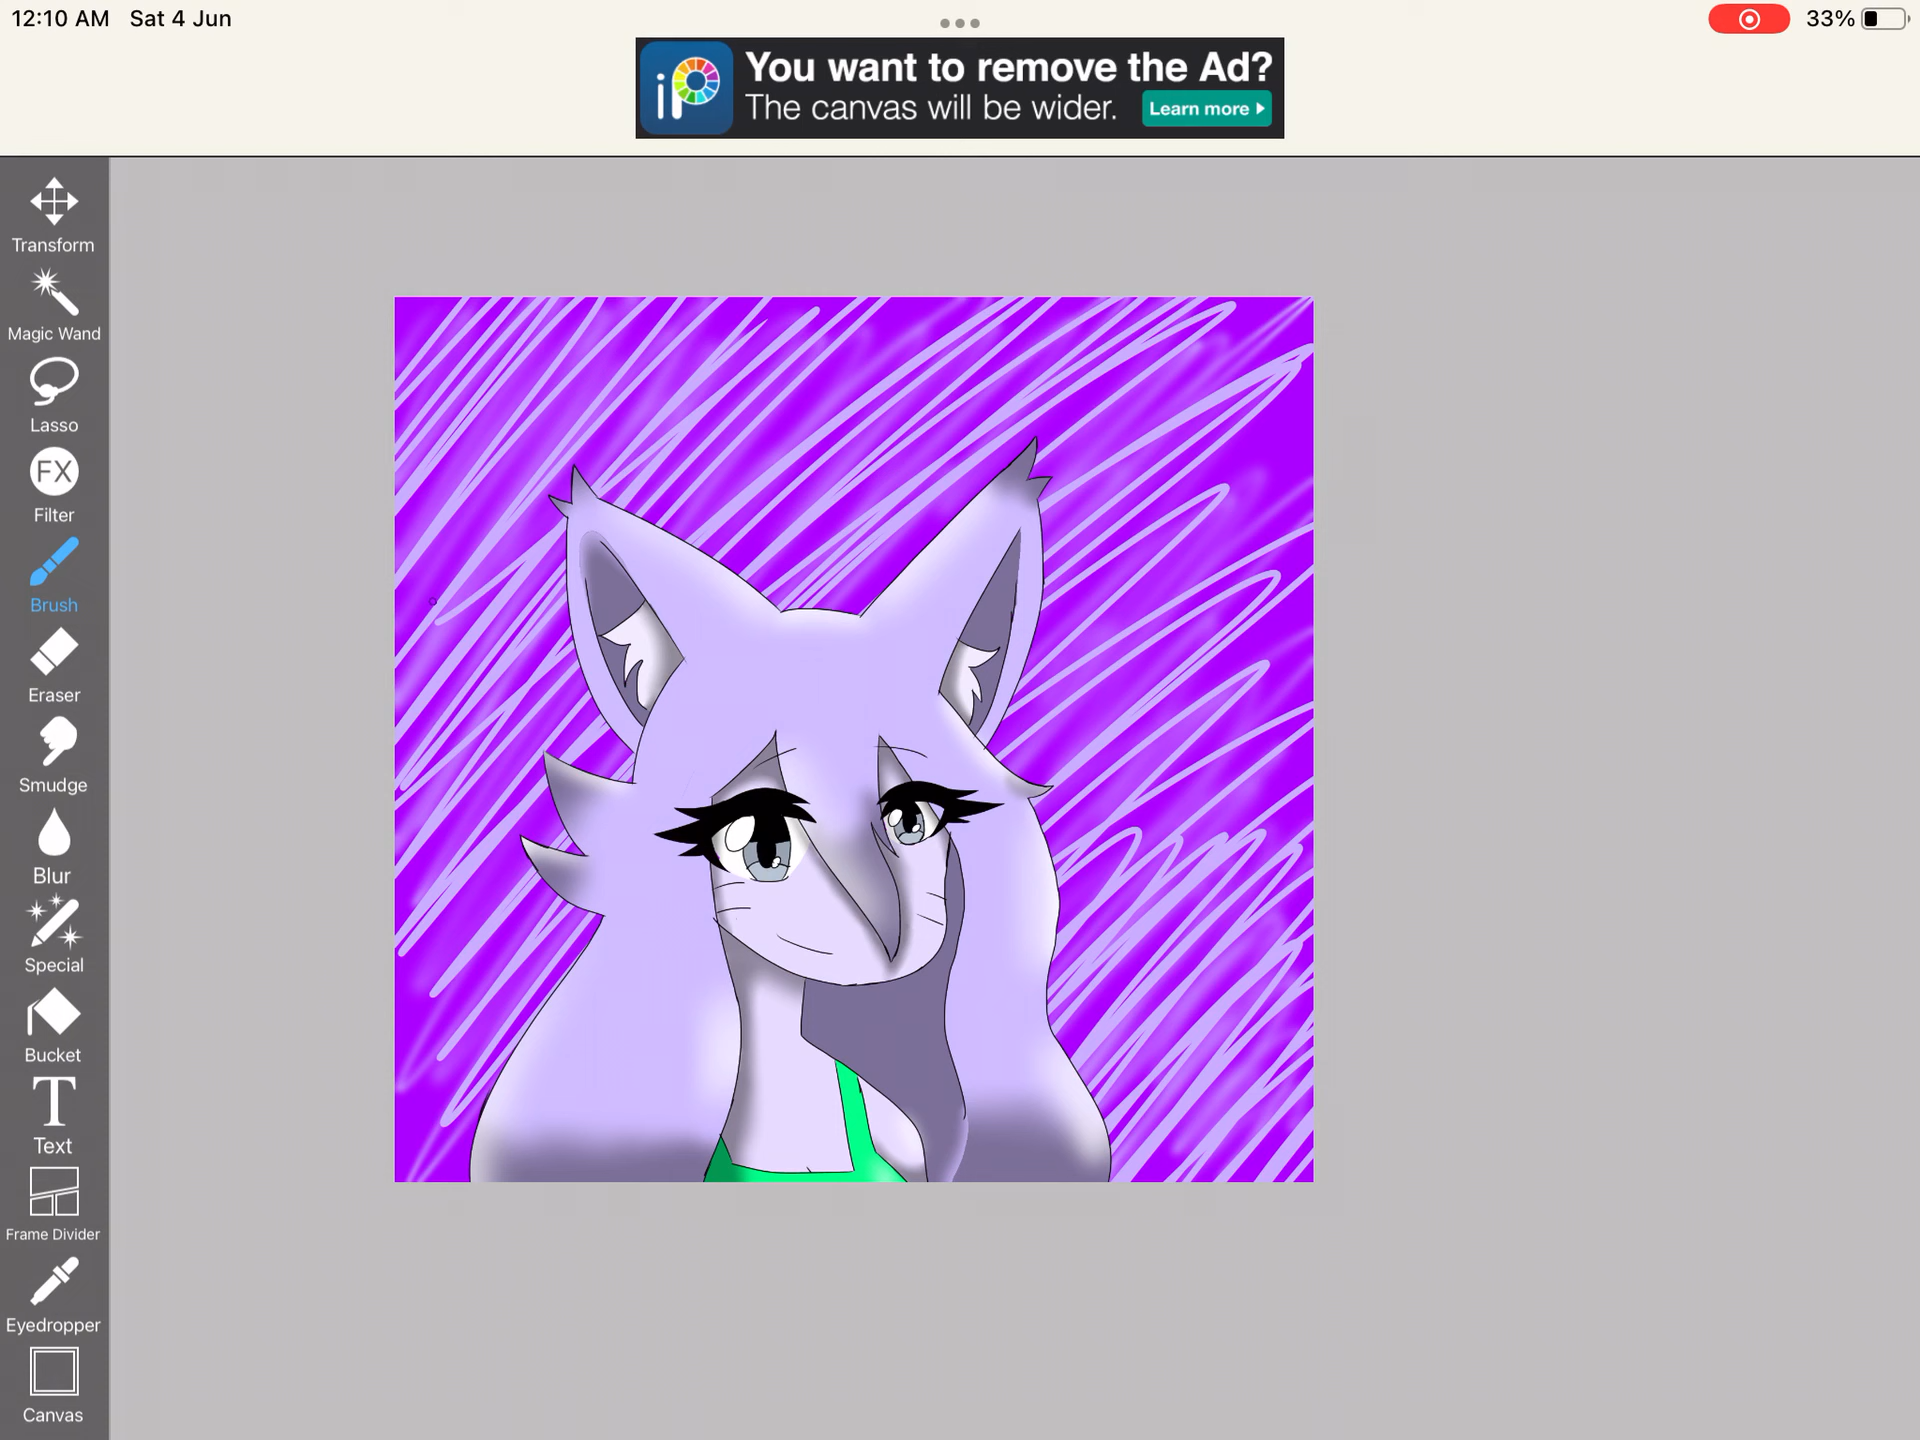 12:10 AM Sat 4 Jun
33%
iP
You want to remove the Ad?
The canvas will be wider.
Learn more
Transform
Magic Wand
Lasso
FX
Filter
Brush
Eraser
Smudge
Blur
Special
Bucket
T
Text
Frame Divider
Eyedropper
Canvas